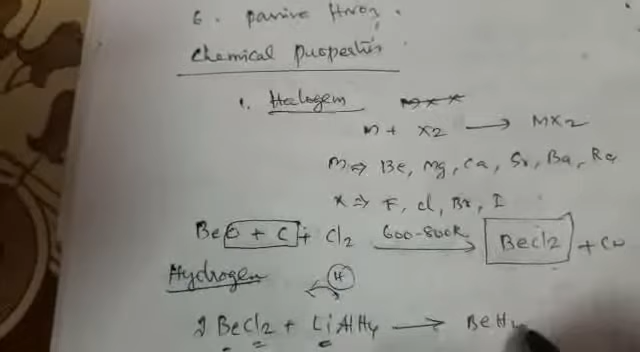 6. passive HNO3.
Chemical Properties
1. Halogen
M + X2 → MX2
M ⇒ Be, Mg, Ca, Sr, Ba, Ra
X ⇒ F, Cl, Br, I
BeO + C + Cl2 600-800K → BeCl2 + CO
Hydrogen
H
2 BeCl2 + LiAlH4 → BeH